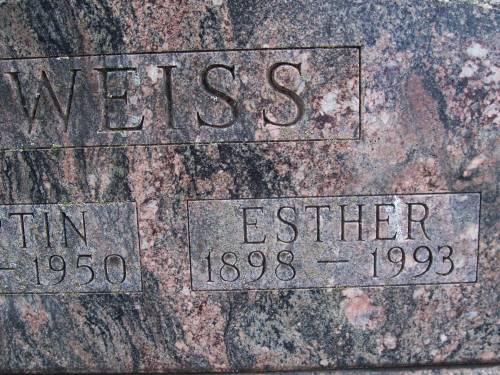 WEISS
TIN
1950
ESTHER
1898 — 1993